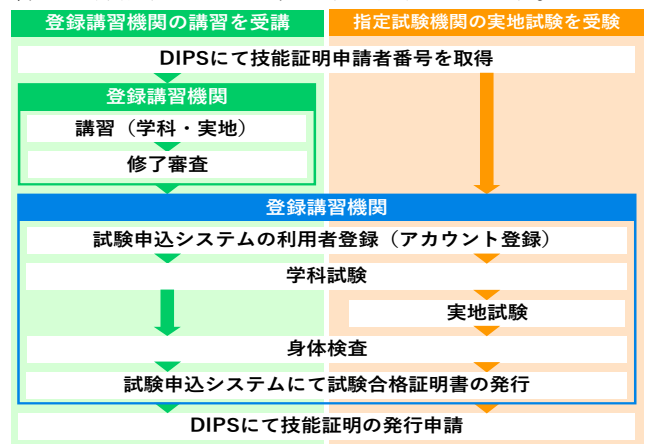 登録講習機関の講習を受講
指定試験機関の実地試験を受験
DIPSにて技能証明申請者番号を取得
登録講習機関
講習（学科・実地）
修了審査
登録講習機関
試験申込システムの利用者登録（アカウント登録）
学科試験
実地試験
身体検査
試験申込システムにて試験合格証明書の発行
DIPSにて技能証明の発行申請